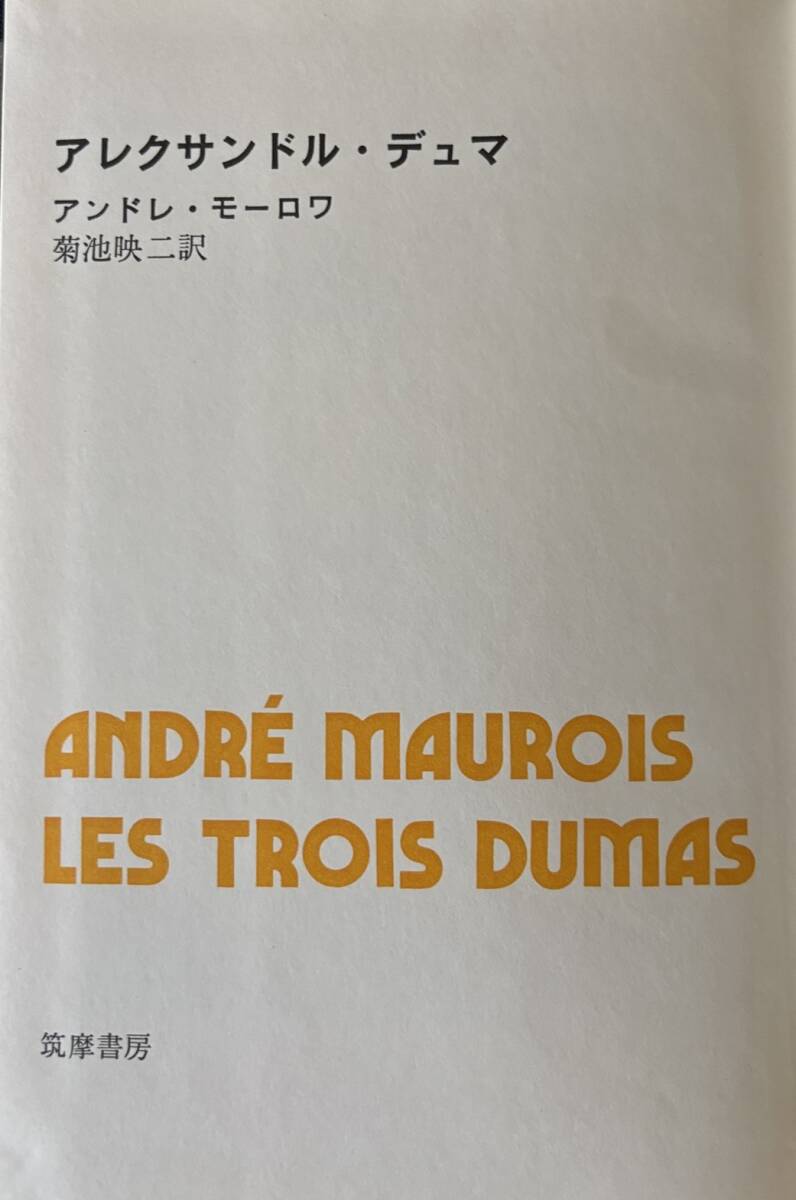 アレクサンドル・デュマ
アンドレ・モーロワ
菊池映二訳
ANDRÉ MAUROIS
LES TROIS DUMAS
筑摩書房